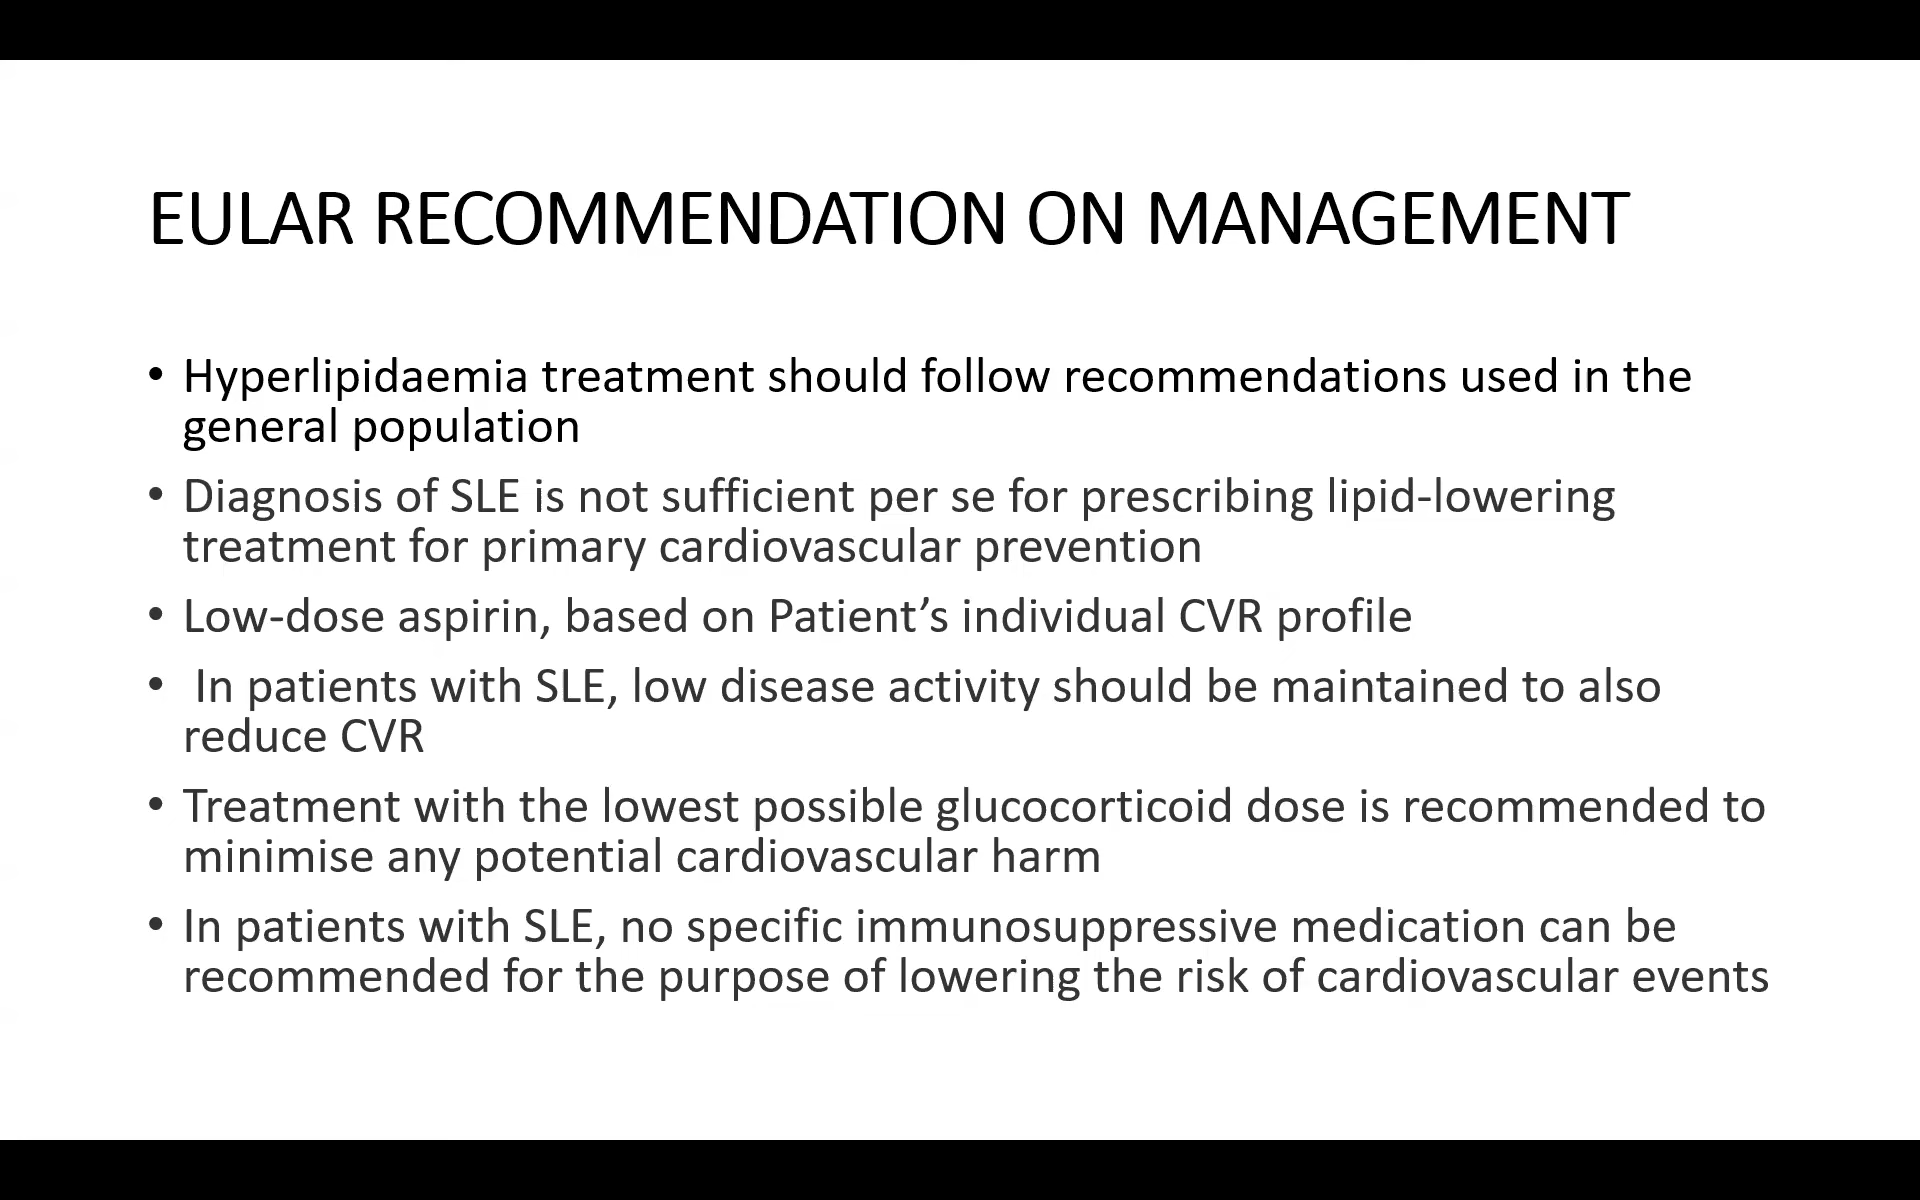 EULAR RECOMMENDATION ON MANAGEMENT
• Hyperlipidaemia treatment should follow recommendations used in the
general population
• Diagnosis of SLE is not sufficient per se for prescribing lipid-lowering
treatment for primary cardiovascular prevention
• Low-dose aspirin, based on Patient’s individual CVR profile
• In patients with SLE, low disease activity should be maintained to also
reduce CVR
• Treatment with the lowest possible glucocorticoid dose is recommended to
minimise any potential cardiovascular harm
• In patients with SLE, no specific immunosuppressive medication can be
recommended for the purpose of lowering the risk of cardiovascular events